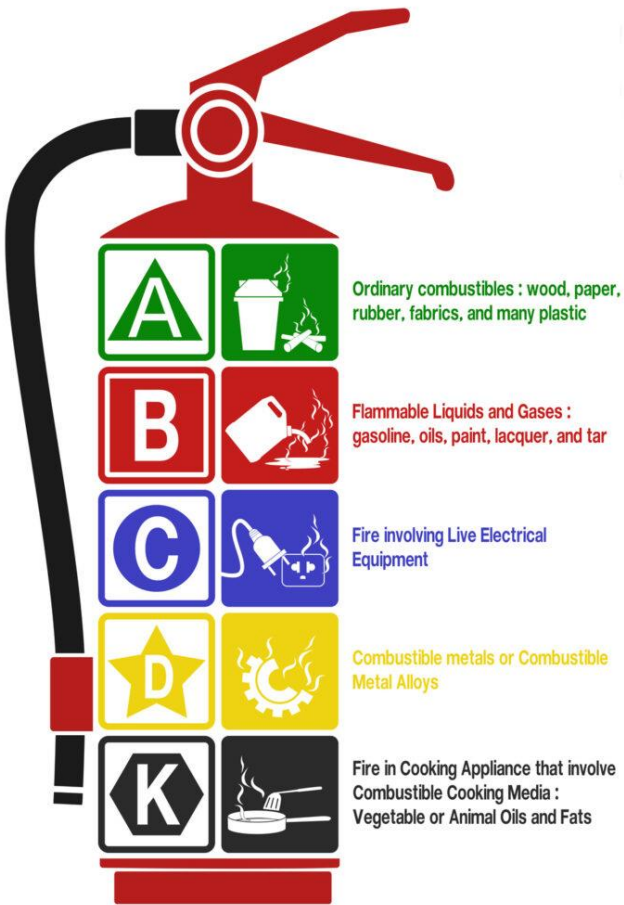 A
Ordinary combustibles : wood, paper,
rubber, fabrics, and many plastic
B
Flammable Liquids and Gases :
gasoline, oils, paint, lacquer, and tar
C
Fire involving Live Electrical
Equipment
D
Combustible metals or Combustible
Metal Alloys
K
Fire in Cooking Appliance that involve
Combustible Cooking Media :
Vegetable or Animal Oils and Fats